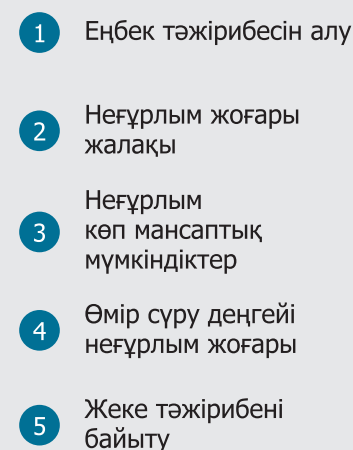 1 Еңбек тәжірибесін алу
2 Неғұрлым жоғары
жалақы
Неғұрлым
3 көп мансаптық
мүмкіндіктер
4 Өмір сүру деңгейі
неғұрлым жоғары
5 Жеке тәжірибені
байыту